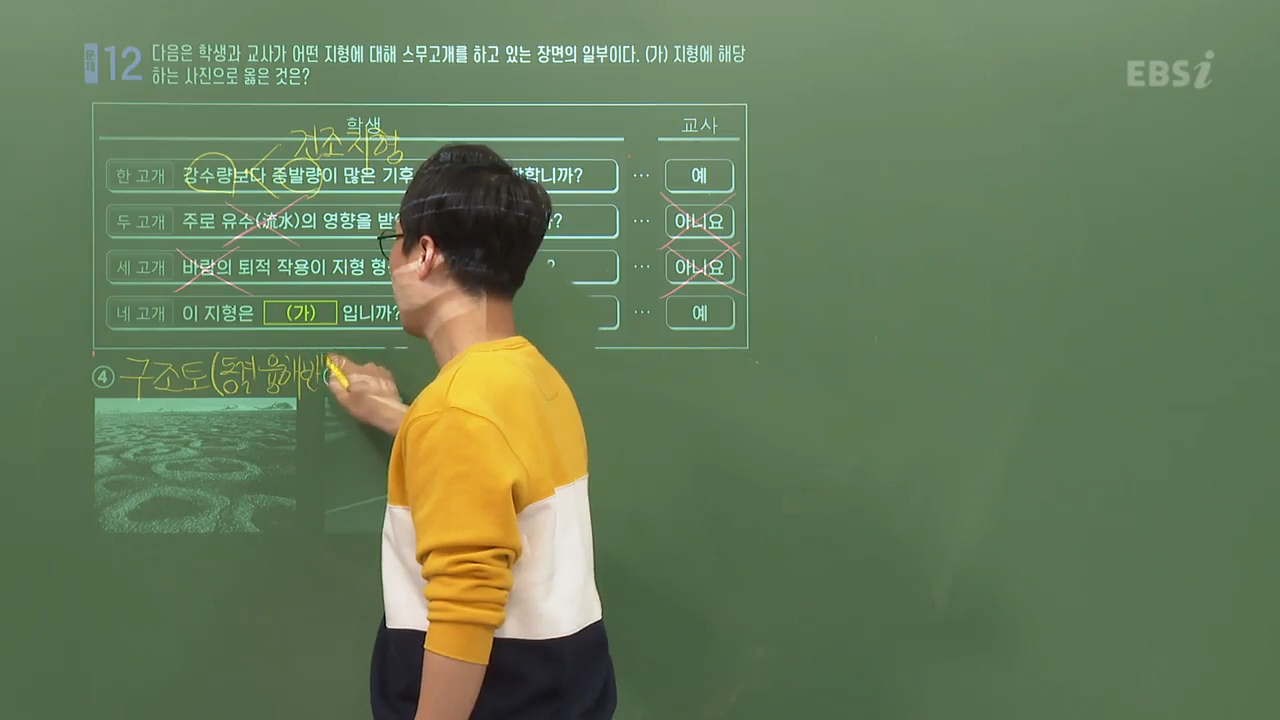 문제 12 다음은 학생과 교사가 어떤 지형에 대해 스무고개를 하고 있는 장면의 일부이다. (가) 지형에 해당
하는 사진으로 옳은 것은?
EBSi
학생 교사
건조 지형
<
한 고개 강수량보다 증발량이 많은 기후 합니까? … 예
두 고개 주로 유수(流水)의 영향을 받 ? … 아니요
세 고개 바람의 퇴적 작용이 지형 형 ? … 아니요
네 고개 이 지형은 (가) 입니까? … 예
④ 구조토(동결 융해 반